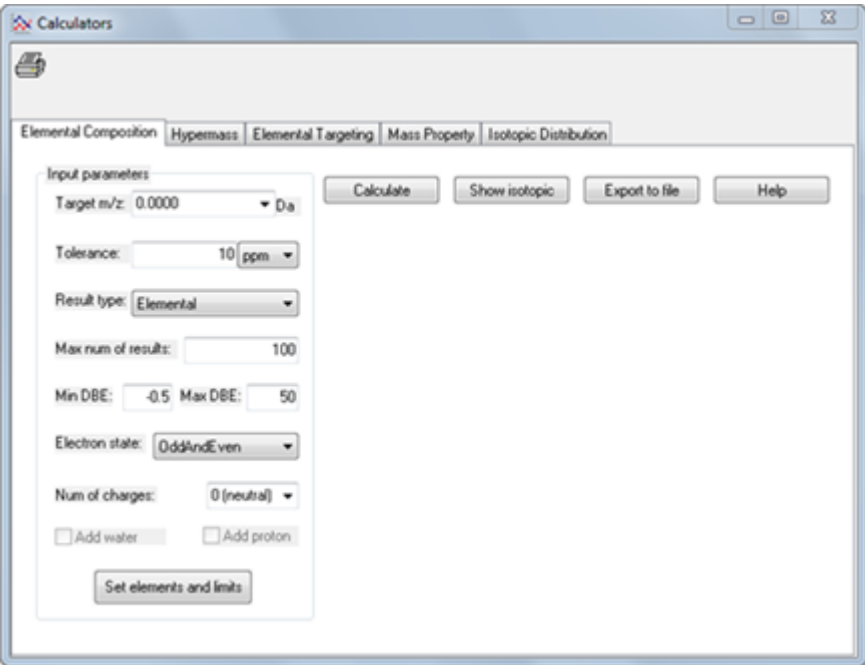 Calculators
Elemental Composition Hypermass Elemental Targeting Mass Property Isotopic Distribution
Input parameters
Calculate Show isotopic Export to file Help
Target m/z: 0.0000 Da
Tolerance: 10 ppm
Result type: Elemental
Max num of results: 100
Min DBE: -0.5 Max DBE: 50
Electron state: OddAndEven
Num of charges: 0 (neutral)
Add water Add proton
Set elements and limits